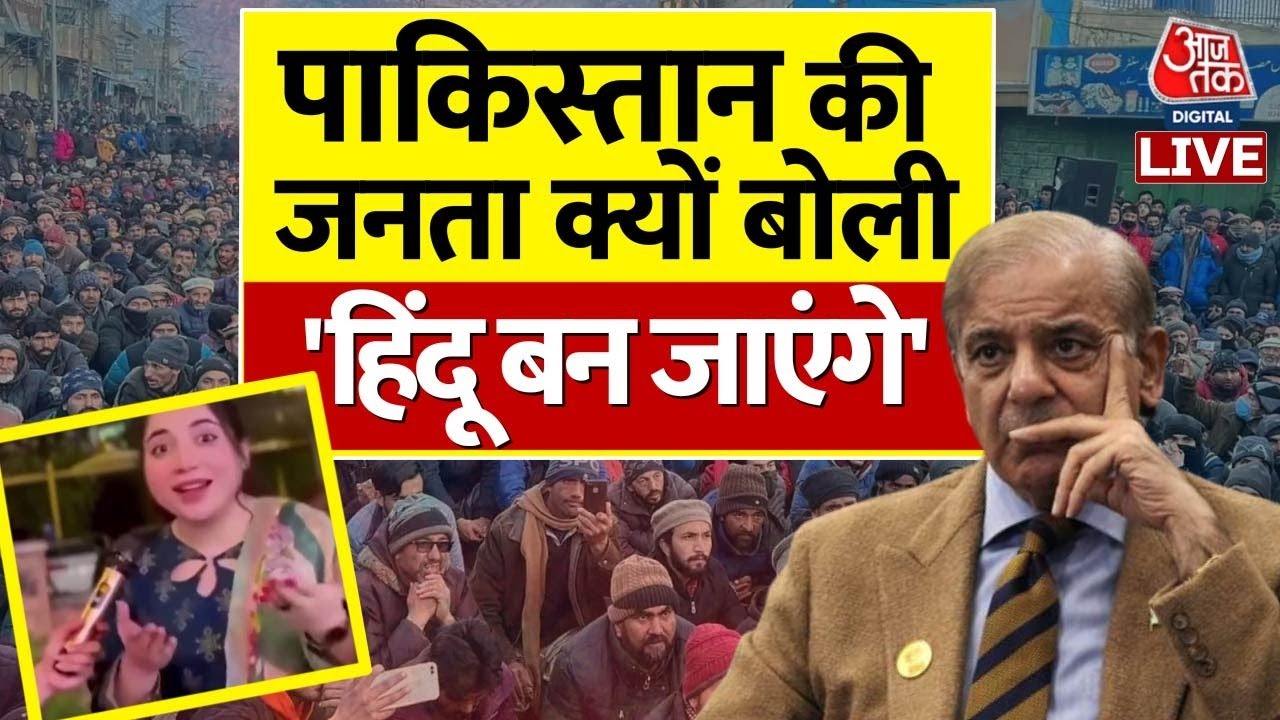 पाकिस्तान की
जनता क्यों बोली
'हिंदू बन जाएंगे'
आज
तक
DIGITAL
LIVE